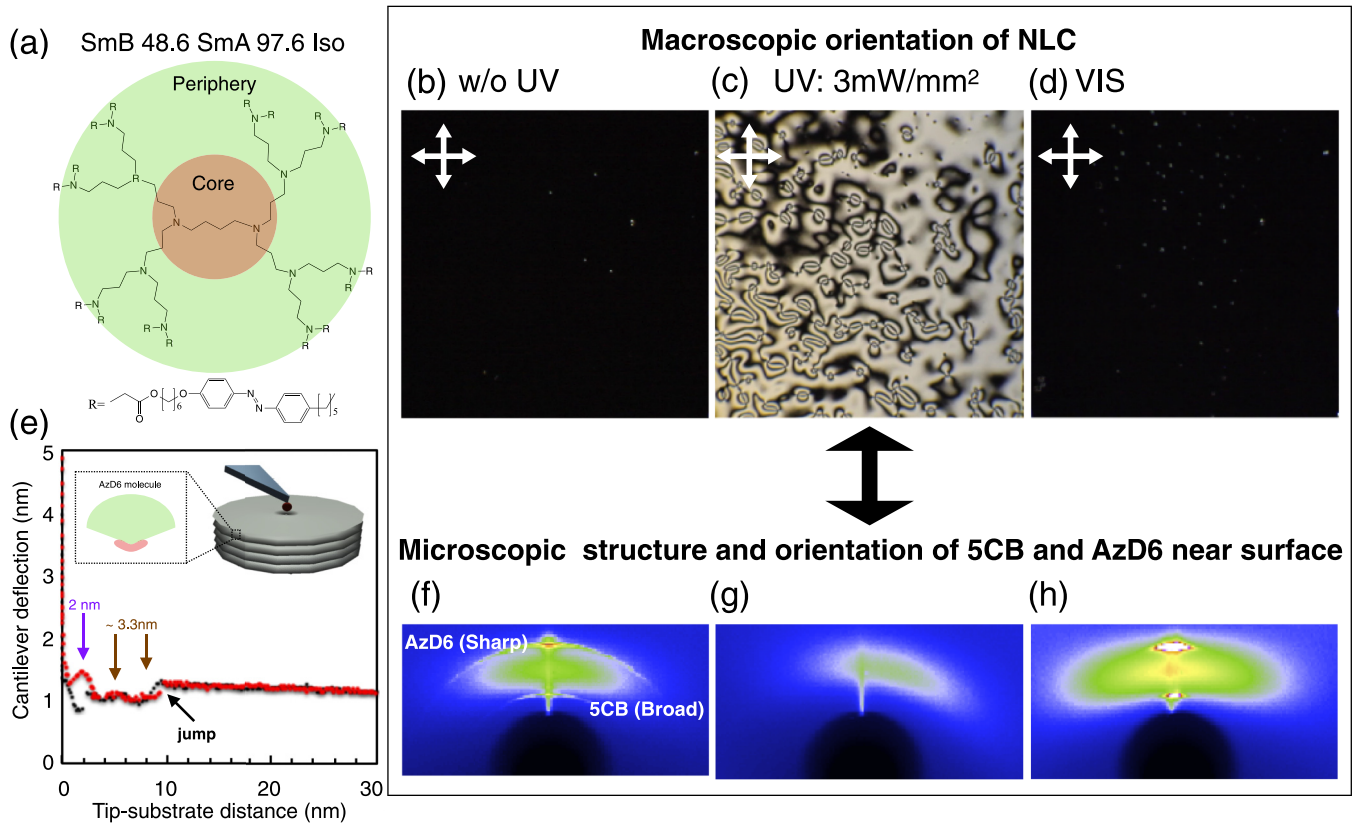 (a)
SmB 48.6 SmA 97.6 Iso
Periphery
Core
R
R
N
R
R
N
R
R
N
R
R
N
R
N
R
N
N
N
N
N
R
R
N
R
R
N
R
R
N
R
R
N
R
R= O O 6 O N N 5
Macroscopic orientation of NLC
(b) w/o UV
(c) UV: 3mW/mm²
(d) VIS
(e)
Cantilever deflection (nm)
5
4
3
2
1
0
AzD6 molecule
2 nm
~ 3.3nm
jump
0 10 20 30
Tip-substrate distance (nm)
Microscopic structure and orientation of 5CB and AzD6 near surface
(f)
AzD6 (Sharp)
5CB (Broad)
(g)
(h)